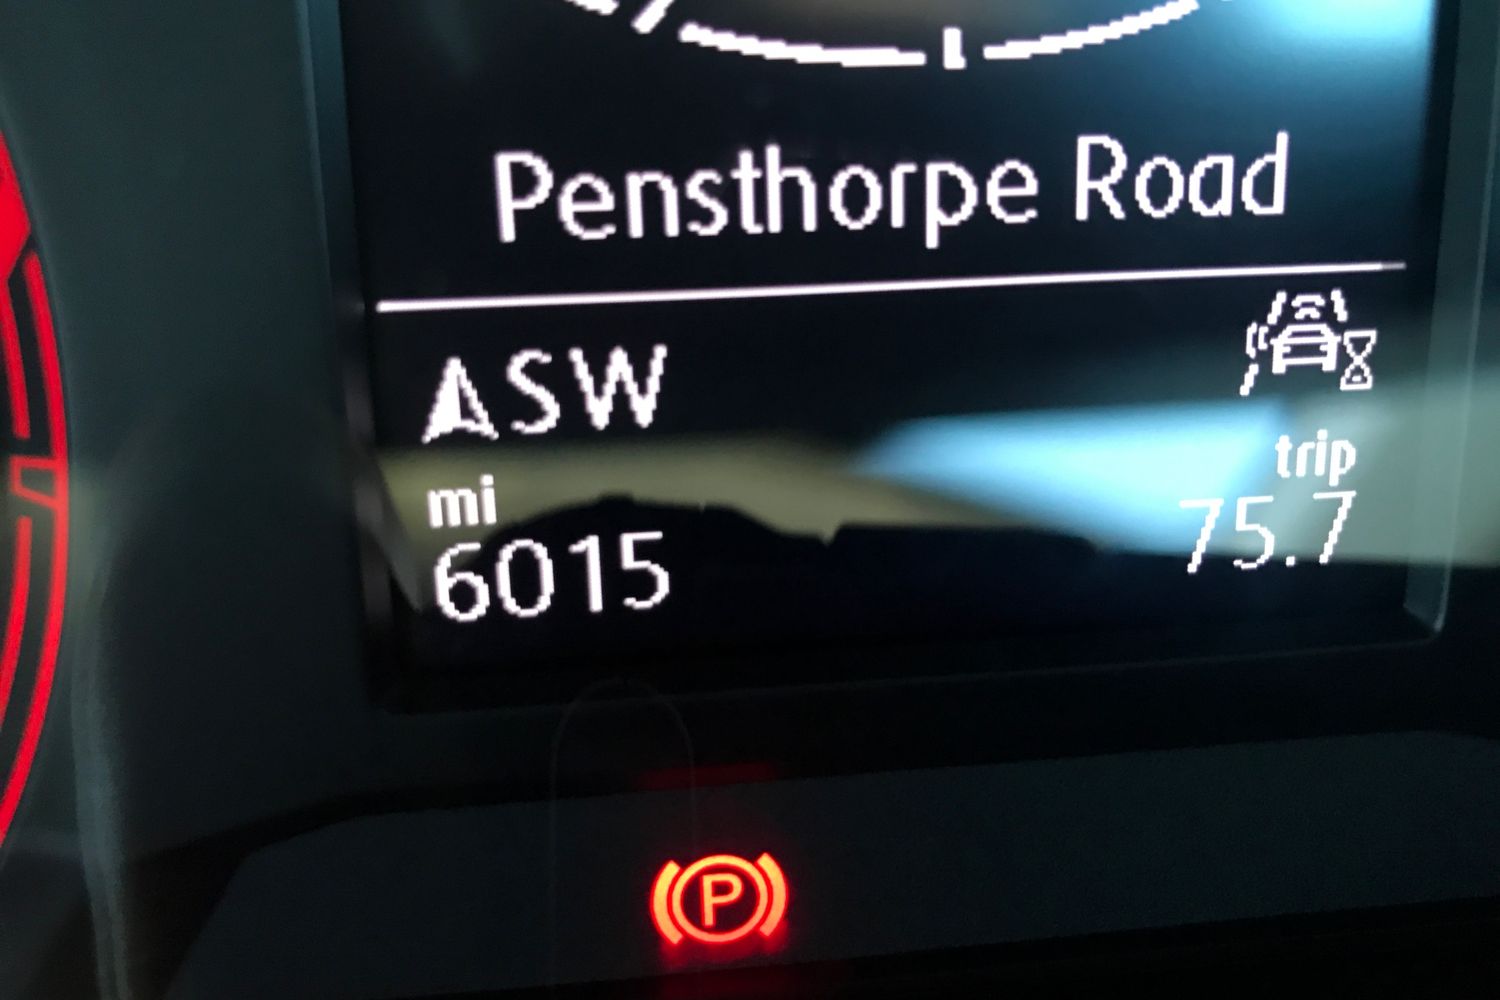 Pensthorpe Road
SW
mi
6015
trip
75.7
P